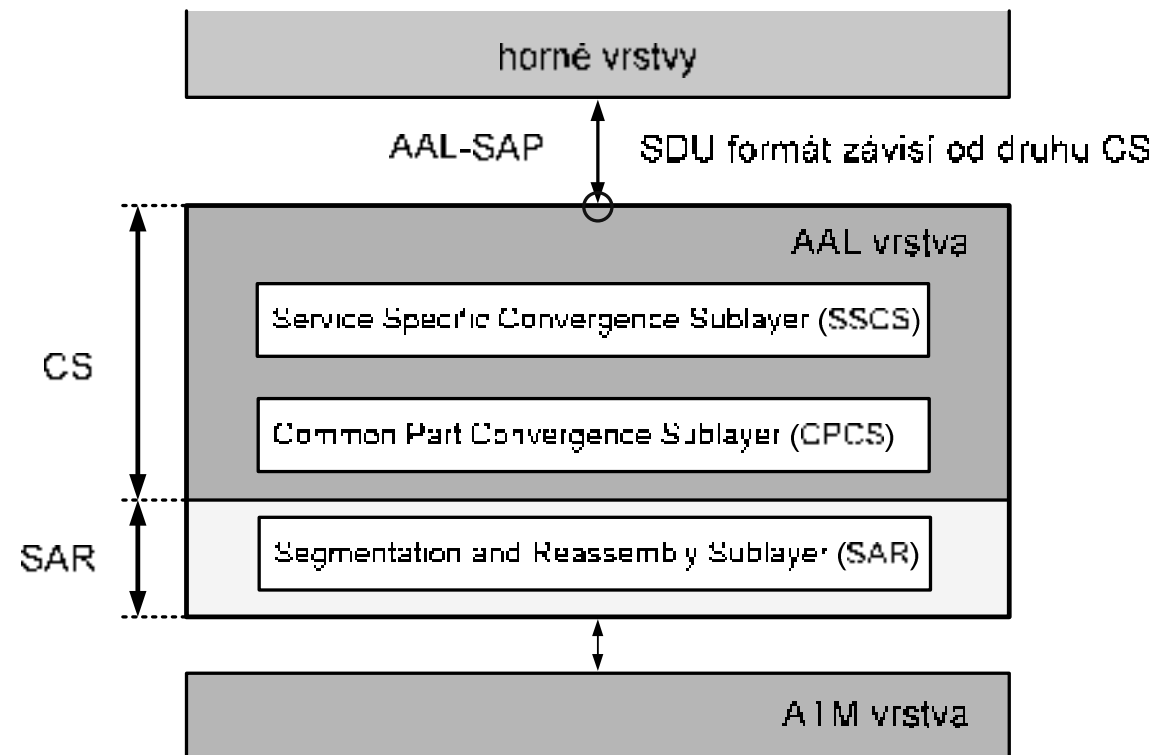 horné vrstvy
AAL-SAP
SDU formát závisí od druhu CS
AAL vrstva
Service Specific Convergence Sublayer (SSCS)
CS
Common Part Convergence Sublayer (CPCS)
SAR
Segmentation and Reassembly Sublayer (SAR)
ATM vrstva